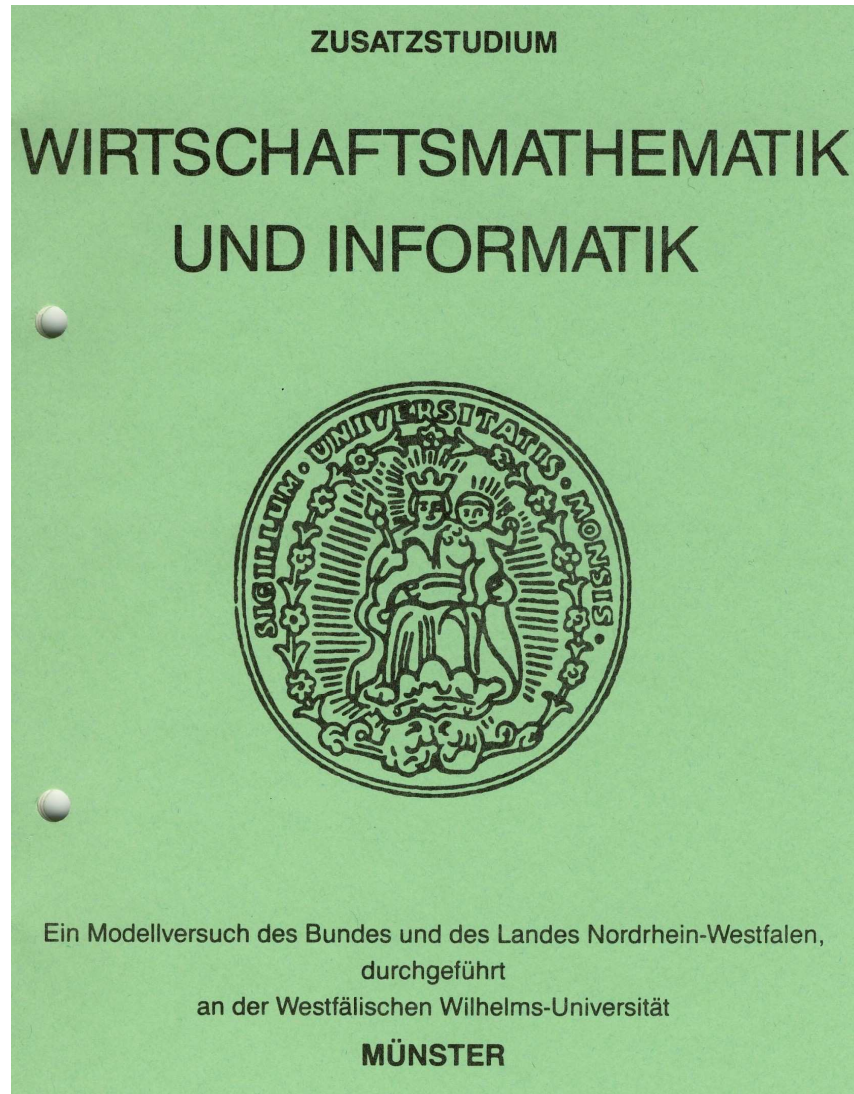 ZUSATZSTUDIUM
WIRTSCHAFTSMATHEMATIK
UND INFORMATIK
SIGILLUM · UNIVERSITATIS · MONSIS ·
Ein Modellversuch des Bundes und des Landes Nordrhein-Westfalen,
durchgeführt
an der Westfälischen Wilhelms-Universität
MÜNSTER